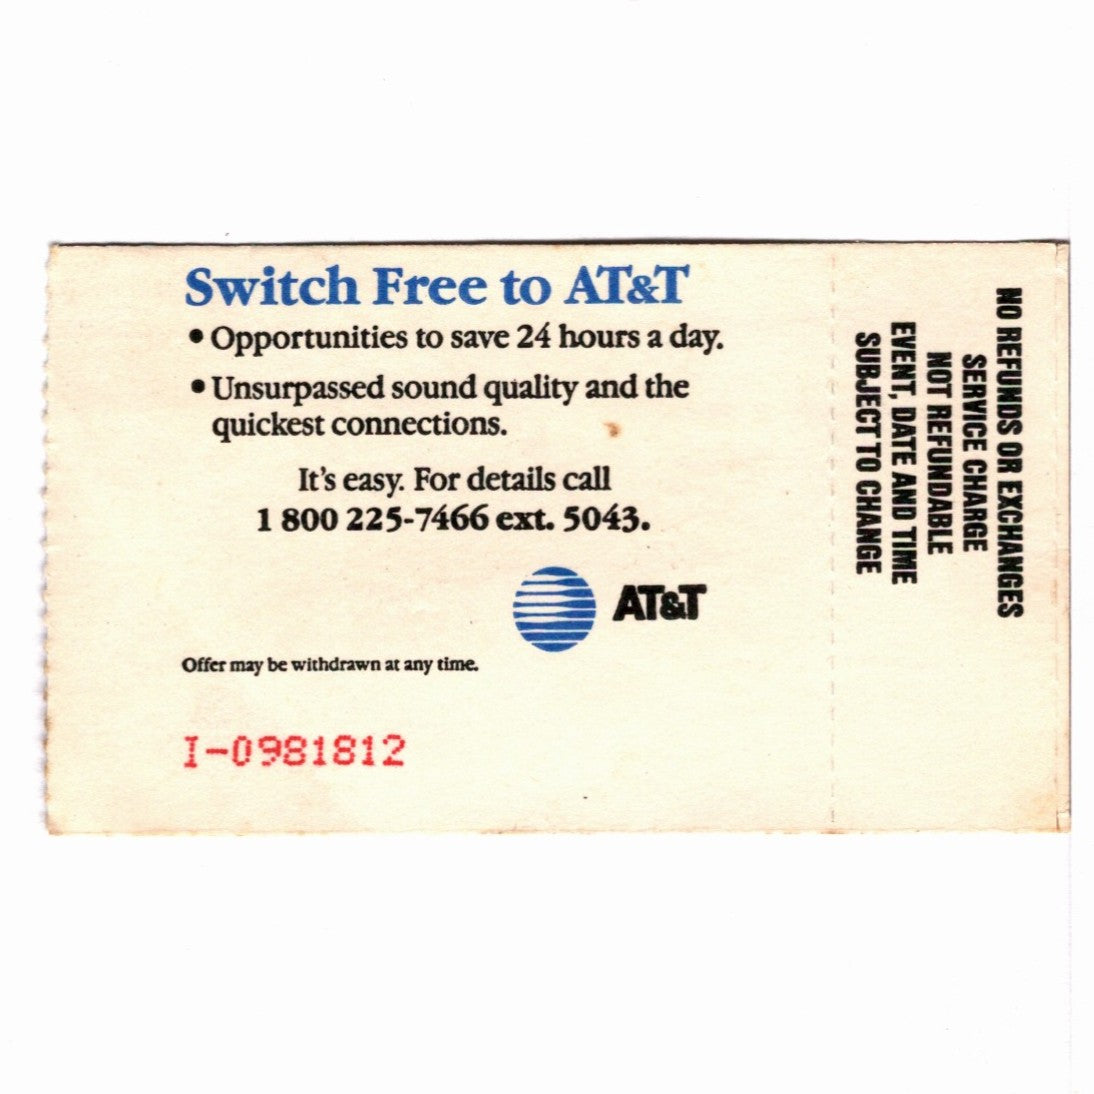 Switch Free to AT&T
• Opportunities to save 24 hours a day.
• Unsurpassed sound quality and the
quickest connections.
It's easy. For details call
1 800 225-7466 ext. 5043.
AT&T
Offer may be withdrawn at any time.
I-0981812
NO REFUNDS OR EXCHANGES
SERVICE CHARGE
NOT REFUNDABLE
EVENT, DATE AND TIME
SUBJECT TO CHANGE